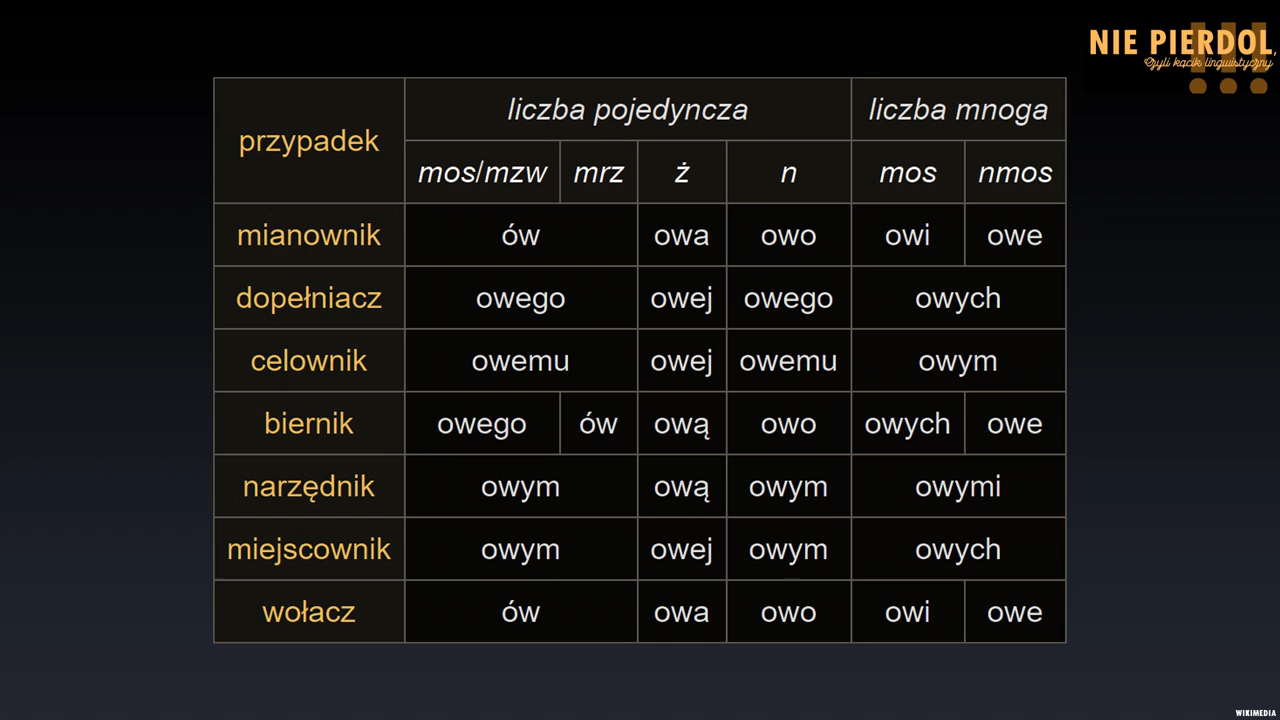 NIE PIERDOL,
Czyli kącik lingwistyczny
przypadek liczba pojedyncza liczba mnoga
mos/mzw mrz ż n mos nmos
mianownik ów owa owo owi owe
dopełniacz owego owej owego owych
celownik owemu owej owemu owym
biernik owego ów ową owo owych owe
narzędnik owym ową owym owymi
miejscownik owym owej owym owych
wołacz ów owa owo owi owe
WIKIMEDIA